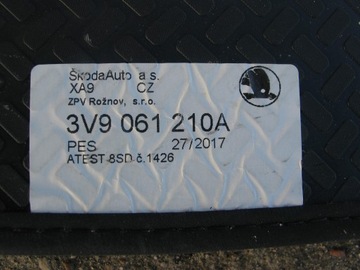 ŠkodaAuto a s.
XA9 CZ
ZPV Rožnov, s.r.o.
3V9 061 210A
PES 27/2017
ATEST 8SD č.1426